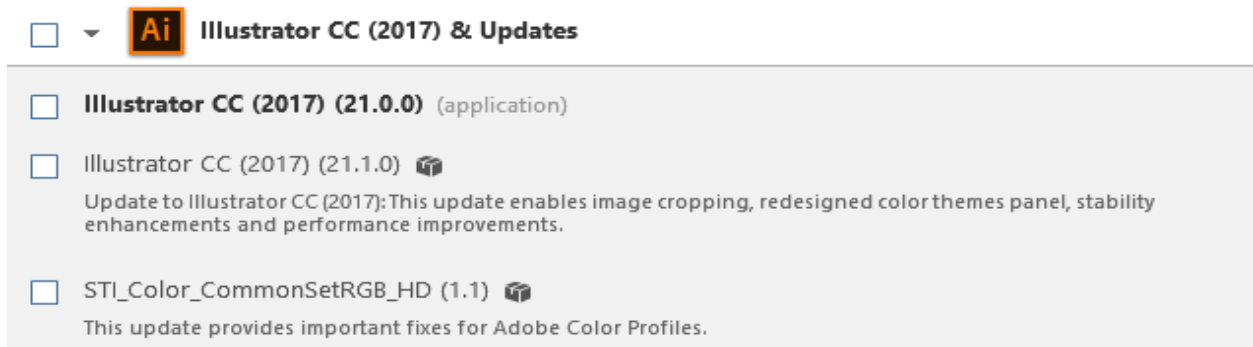 Ai Illustrator CC (2017) & Updates
Illustrator CC (2017) (21.0.0) (application)
Illustrator CC (2017) (21.1.0)
Update to Illustrator CC (2017): This update enables image cropping, redesigned color themes panel, stability
enhancements and performance improvements.
STI_Color_CommonSetRGB_HD (1.1)
This update provides important fixes for Adobe Color Profiles.